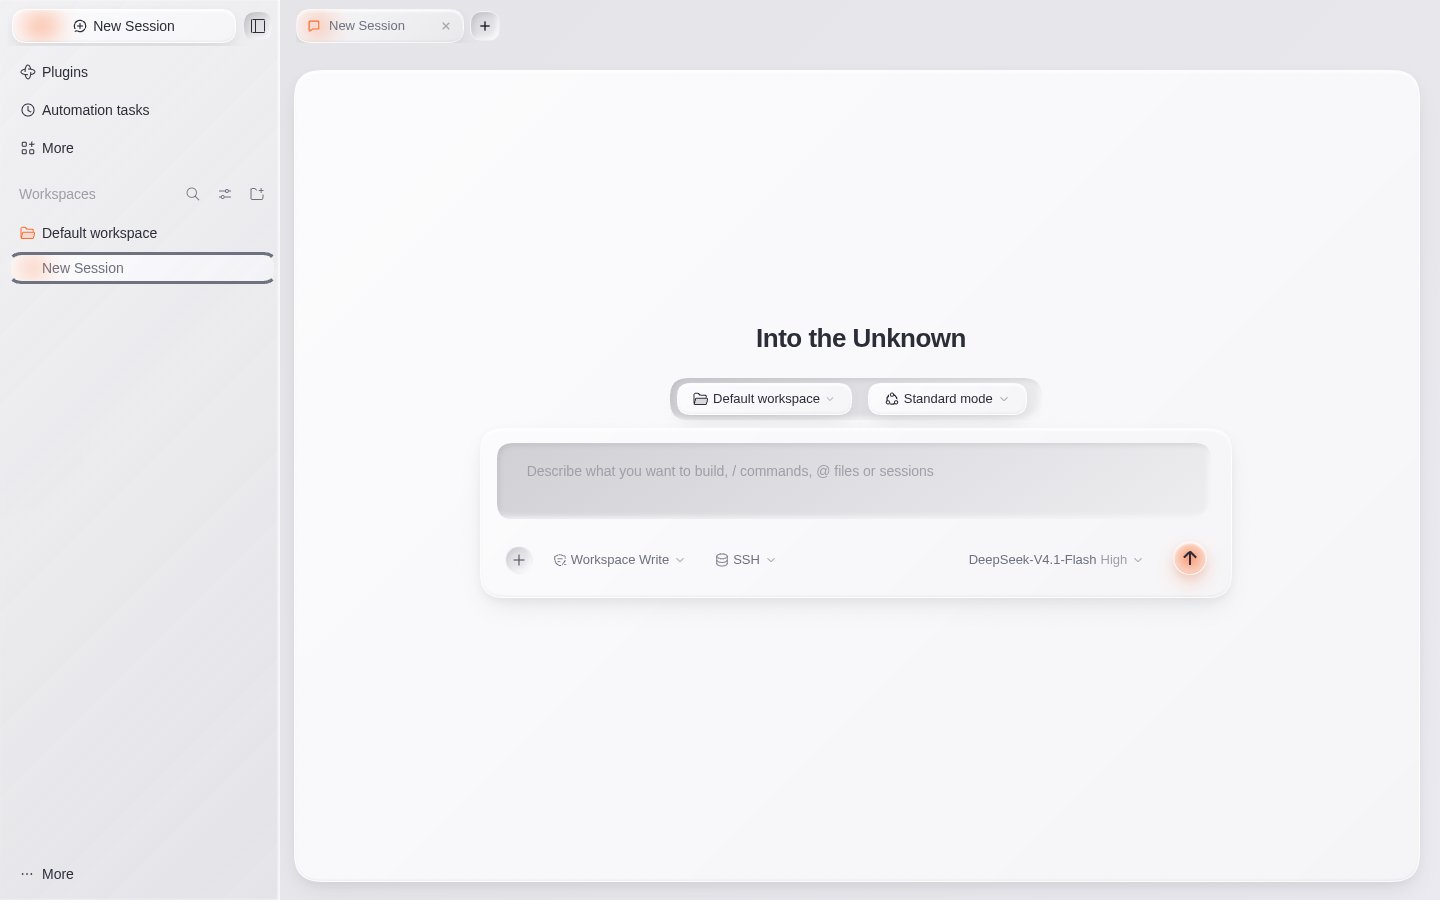 New Session
Plugins
Automation tasks
More
Workspaces
Default workspace
New Session
More
New Session
Into the Unknown
Default workspace
Standard mode
Describe what you want to build, / commands, @ files or sessions
Workspace Write
SSH
DeepSeek-V4.1-Flash High